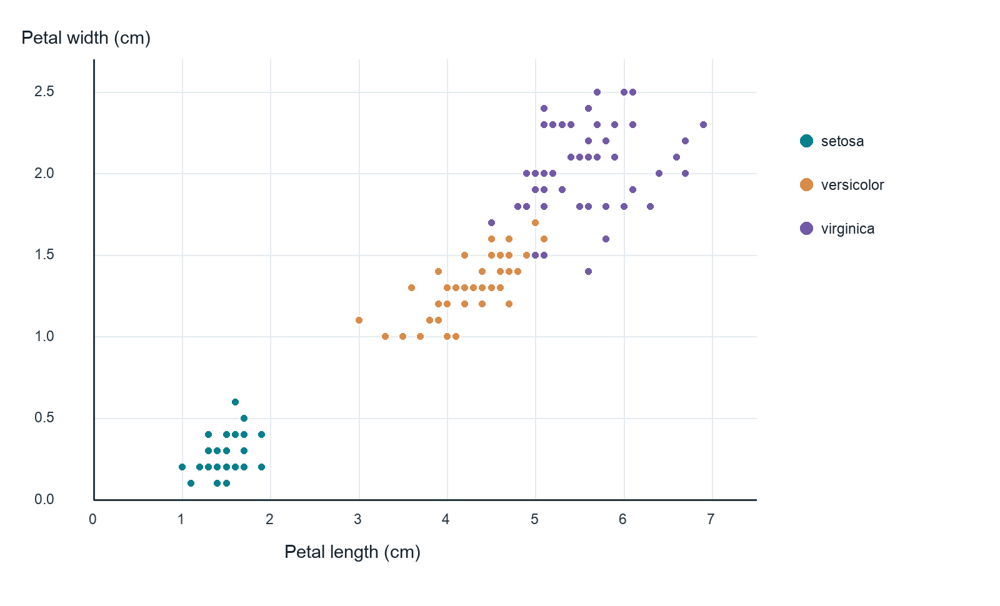 Petal width (cm)
2.5
2.0
1.5
1.0
0.5
0.0
0 1 2 3 4 5 6 7
Petal length (cm)
setosa
versicolor
virginica